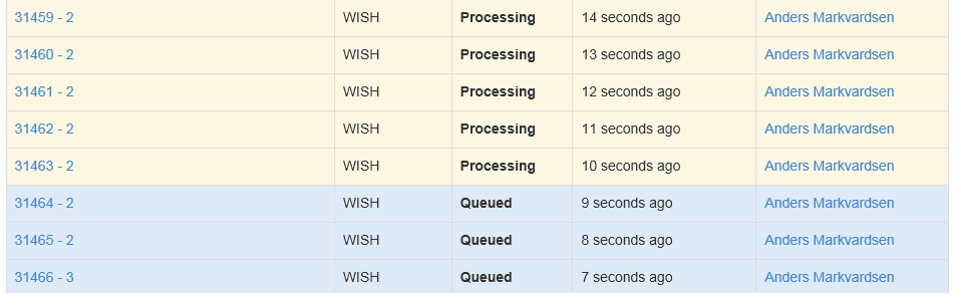 31459 - 2 WISH Processing 14 seconds ago Anders Markvardsen
31460 - 2 WISH Processing 13 seconds ago Anders Markvardsen
31461 - 2 WISH Processing 12 seconds ago Anders Markvardsen
31462 - 2 WISH Processing 11 seconds ago Anders Markvardsen
31463 - 2 WISH Processing 10 seconds ago Anders Markvardsen
31464 - 2 WISH Queued 9 seconds ago Anders Markvardsen
31465 - 2 WISH Queued 8 seconds ago Anders Markvardsen
31466 - 3 WISH Queued 7 seconds ago Anders Markvardsen